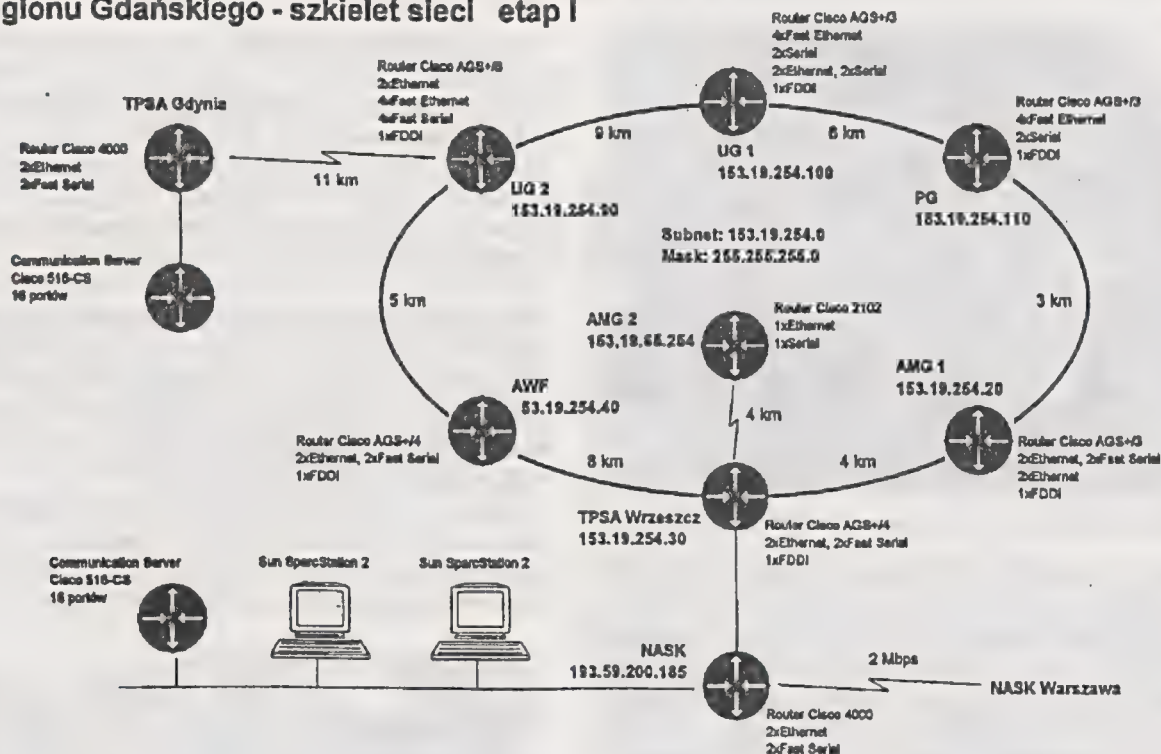 gionu Gdańskiego - szkielet sieci etap I
Router Cisco AGS+/3
4xFast Ethernet
2xSerial
2xEthernet, 2xSerial
1xFDDI
Router Cisco AGS+/
2xEthernet
4xFast Ethernet
4xFast Serial
1xFDDI
TPSA Gdynia
Router Cisco 4000
2xEthernet
2xFast Serial
11 km
9 km
6 km
Router Cisco AGS+/3
4xFast Ethernet
2xSerial
1xFDDI
UG 1
153.19.254.100
UG 2
153.19.254.90
PG
153.19.254.110
Subnet: 153.19.254.0
Mask: 255.255.255.0
Communication Server
Cisco 516-CS
16 portów
5 km
3 km
AMG 2
153.19.65.254
Router Cisco 2102
1xEthernet
1xSerial
AMG 1
153.19.254.20
AWF
53.19.254.40
4 km
Router Cisco AGS+/4
2xEthernet, 2xFast Serial
1xFDDI
8 km
4 km
Router Cisco AGS+/3
2xEthernet, 2xFast Serial
2xEthernet
1xFDDI
TPSA Wrzeszcz
153.19.254.30
Router Cisco AGS+/4
2xEthernet, 2xFast Serial
1xFDDI
Communication Server
Cisco 516-CS
16 portów
Sun SparcStation 2
Sun SparcStation 2
NASK
193.59.200.185
2 Mbps
NASK Warszawa
Router Cisco 4000
2xEthernet
2xFast Serial